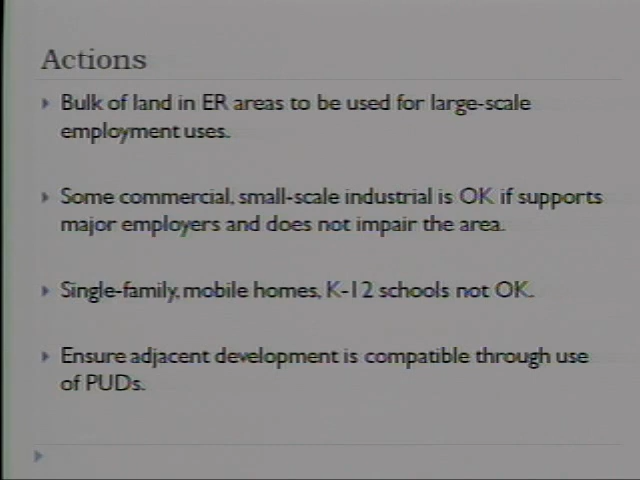 Actions
Bulk of land in ER areas to be used for large-scale
employment uses.
Some commercial, small-scale industrial is OK if supports
major employers and does not impair the area.
Single-family, mobile homes, K-12 schools not OK.
Ensure adjacent development is compatible through use
of PUDs.